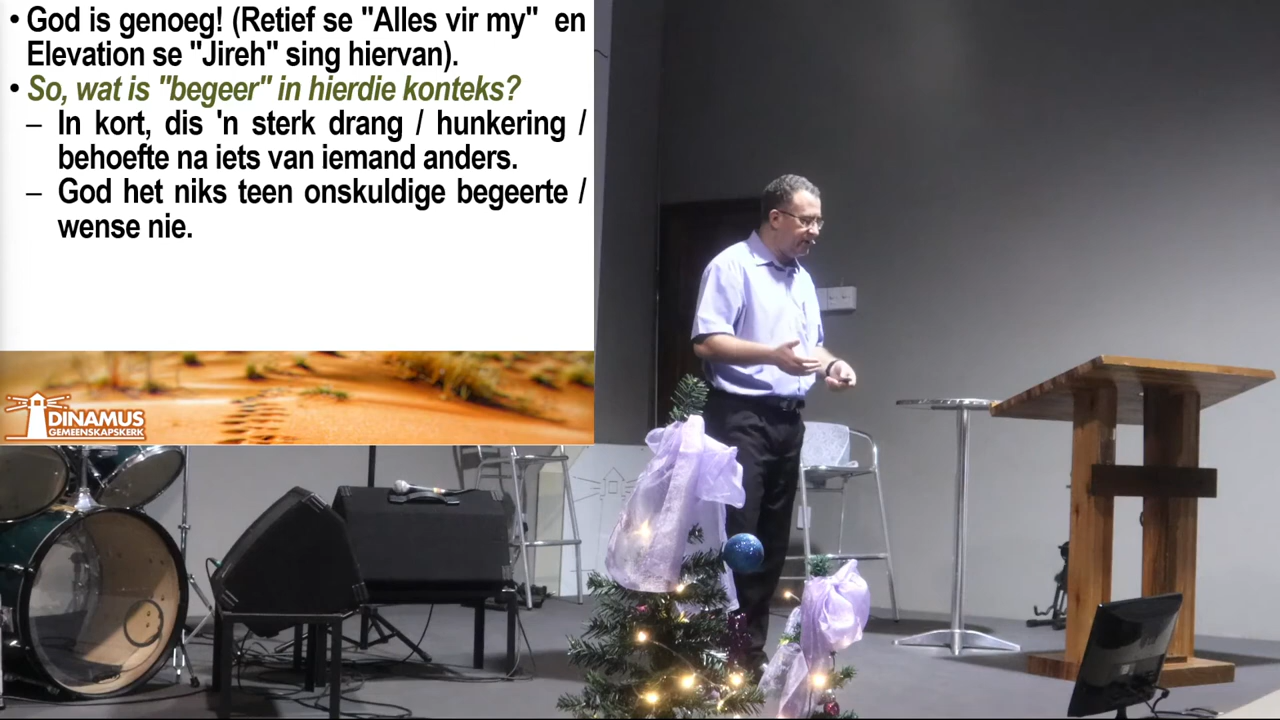 • God is genoeg! (Retief se "Alles vir my" en
Elevation se "Jireh" sing hiervan).
• So, wat is "begeer" in hierdie konteks?
– In kort, dis 'n sterk drang / hunkering /
behoefte na iets van iemand anders.
– God het niks teen onskuldige begeerte /
wense nie.
DINAMUS
GEMEENSKAPSKERK